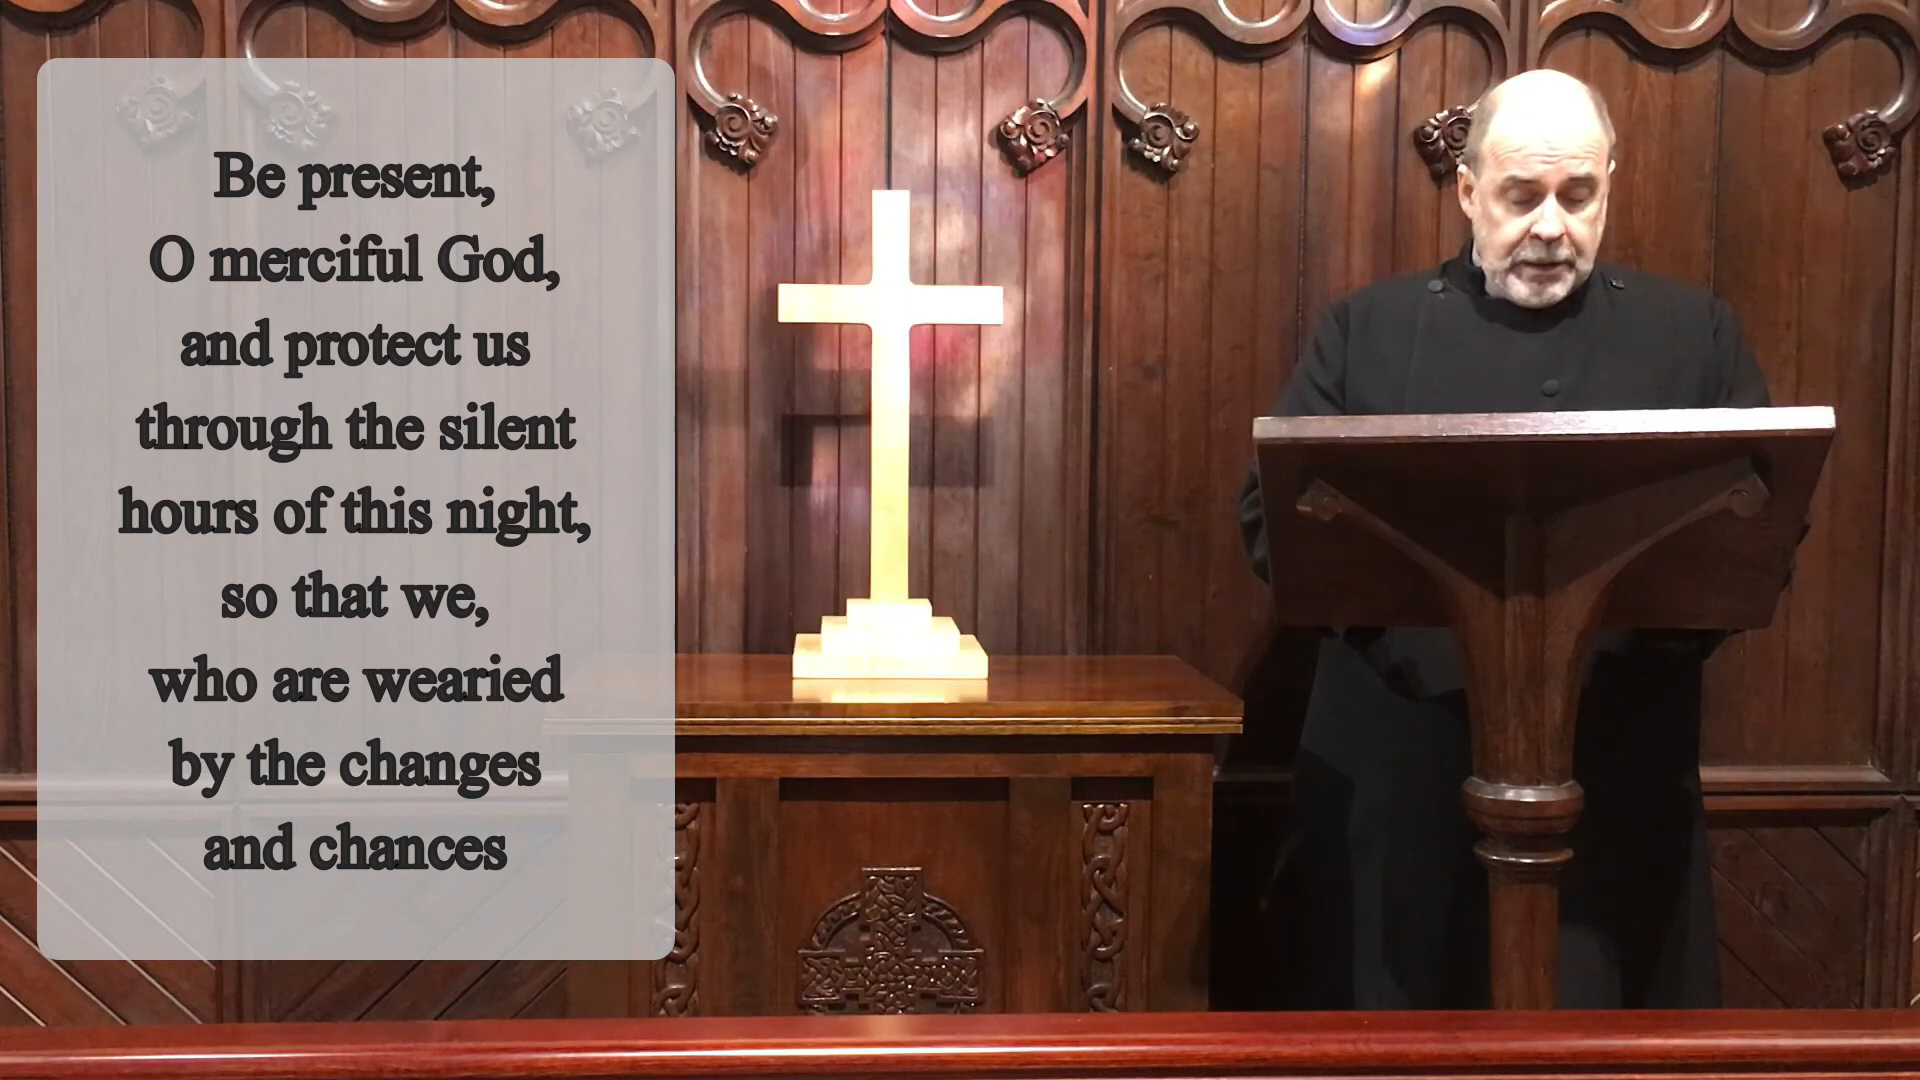 Be present,
O merciful God,
and protect us
through the silent
hours of this night,
so that we,
who are wearied
by the changes
and chances